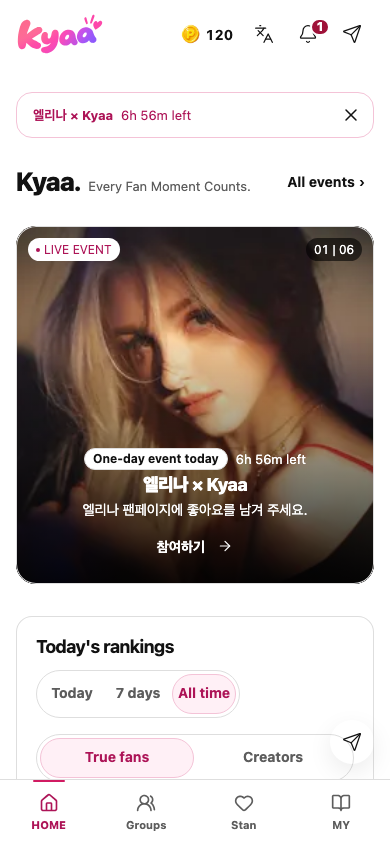 Kyaa
P 120
1
엘리나 × Kyaa 6h 56m left
Kyaa. Every Fan Moment Counts. All events ›
• LIVE EVENT 01 | 06
One-day event today 6h 56m left
엘리나 × Kyaa
엘리나 팬페이지에 좋아요를 남겨 주세요.
참여하기 →
Today's rankings
Today 7 days All time
True fans Creators
HOME Groups Stan MY